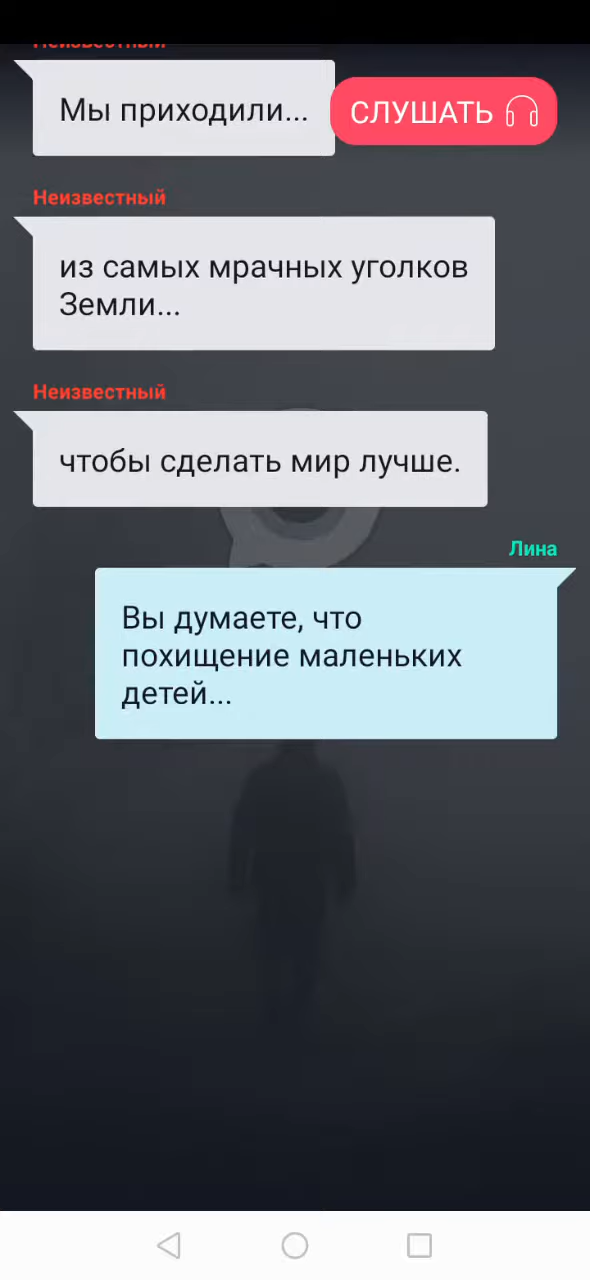 Неизвестный
Мы приходили...
СЛУШАТЬ
Неизвестный
из самых мрачных уголков
Земли...
Неизвестный
чтобы сделать мир лучше.
Лина
Вы думаете, что
похищение маленьких
детей...